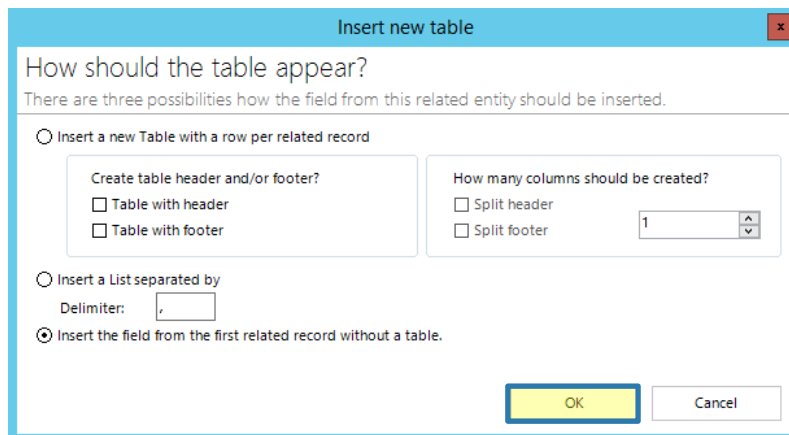 Insert new table
x
How should the table appear?
There are three possibilities how the field from this related entity should be inserted.
Insert a new Table with a row per related record
Create table header and/or footer?
Table with header
Table with footer
How many columns should be created?
Split header
Split footer
1
Insert a List separated by
Delimiter: ,
Insert the field from the first related record without a table.
OK
Cancel